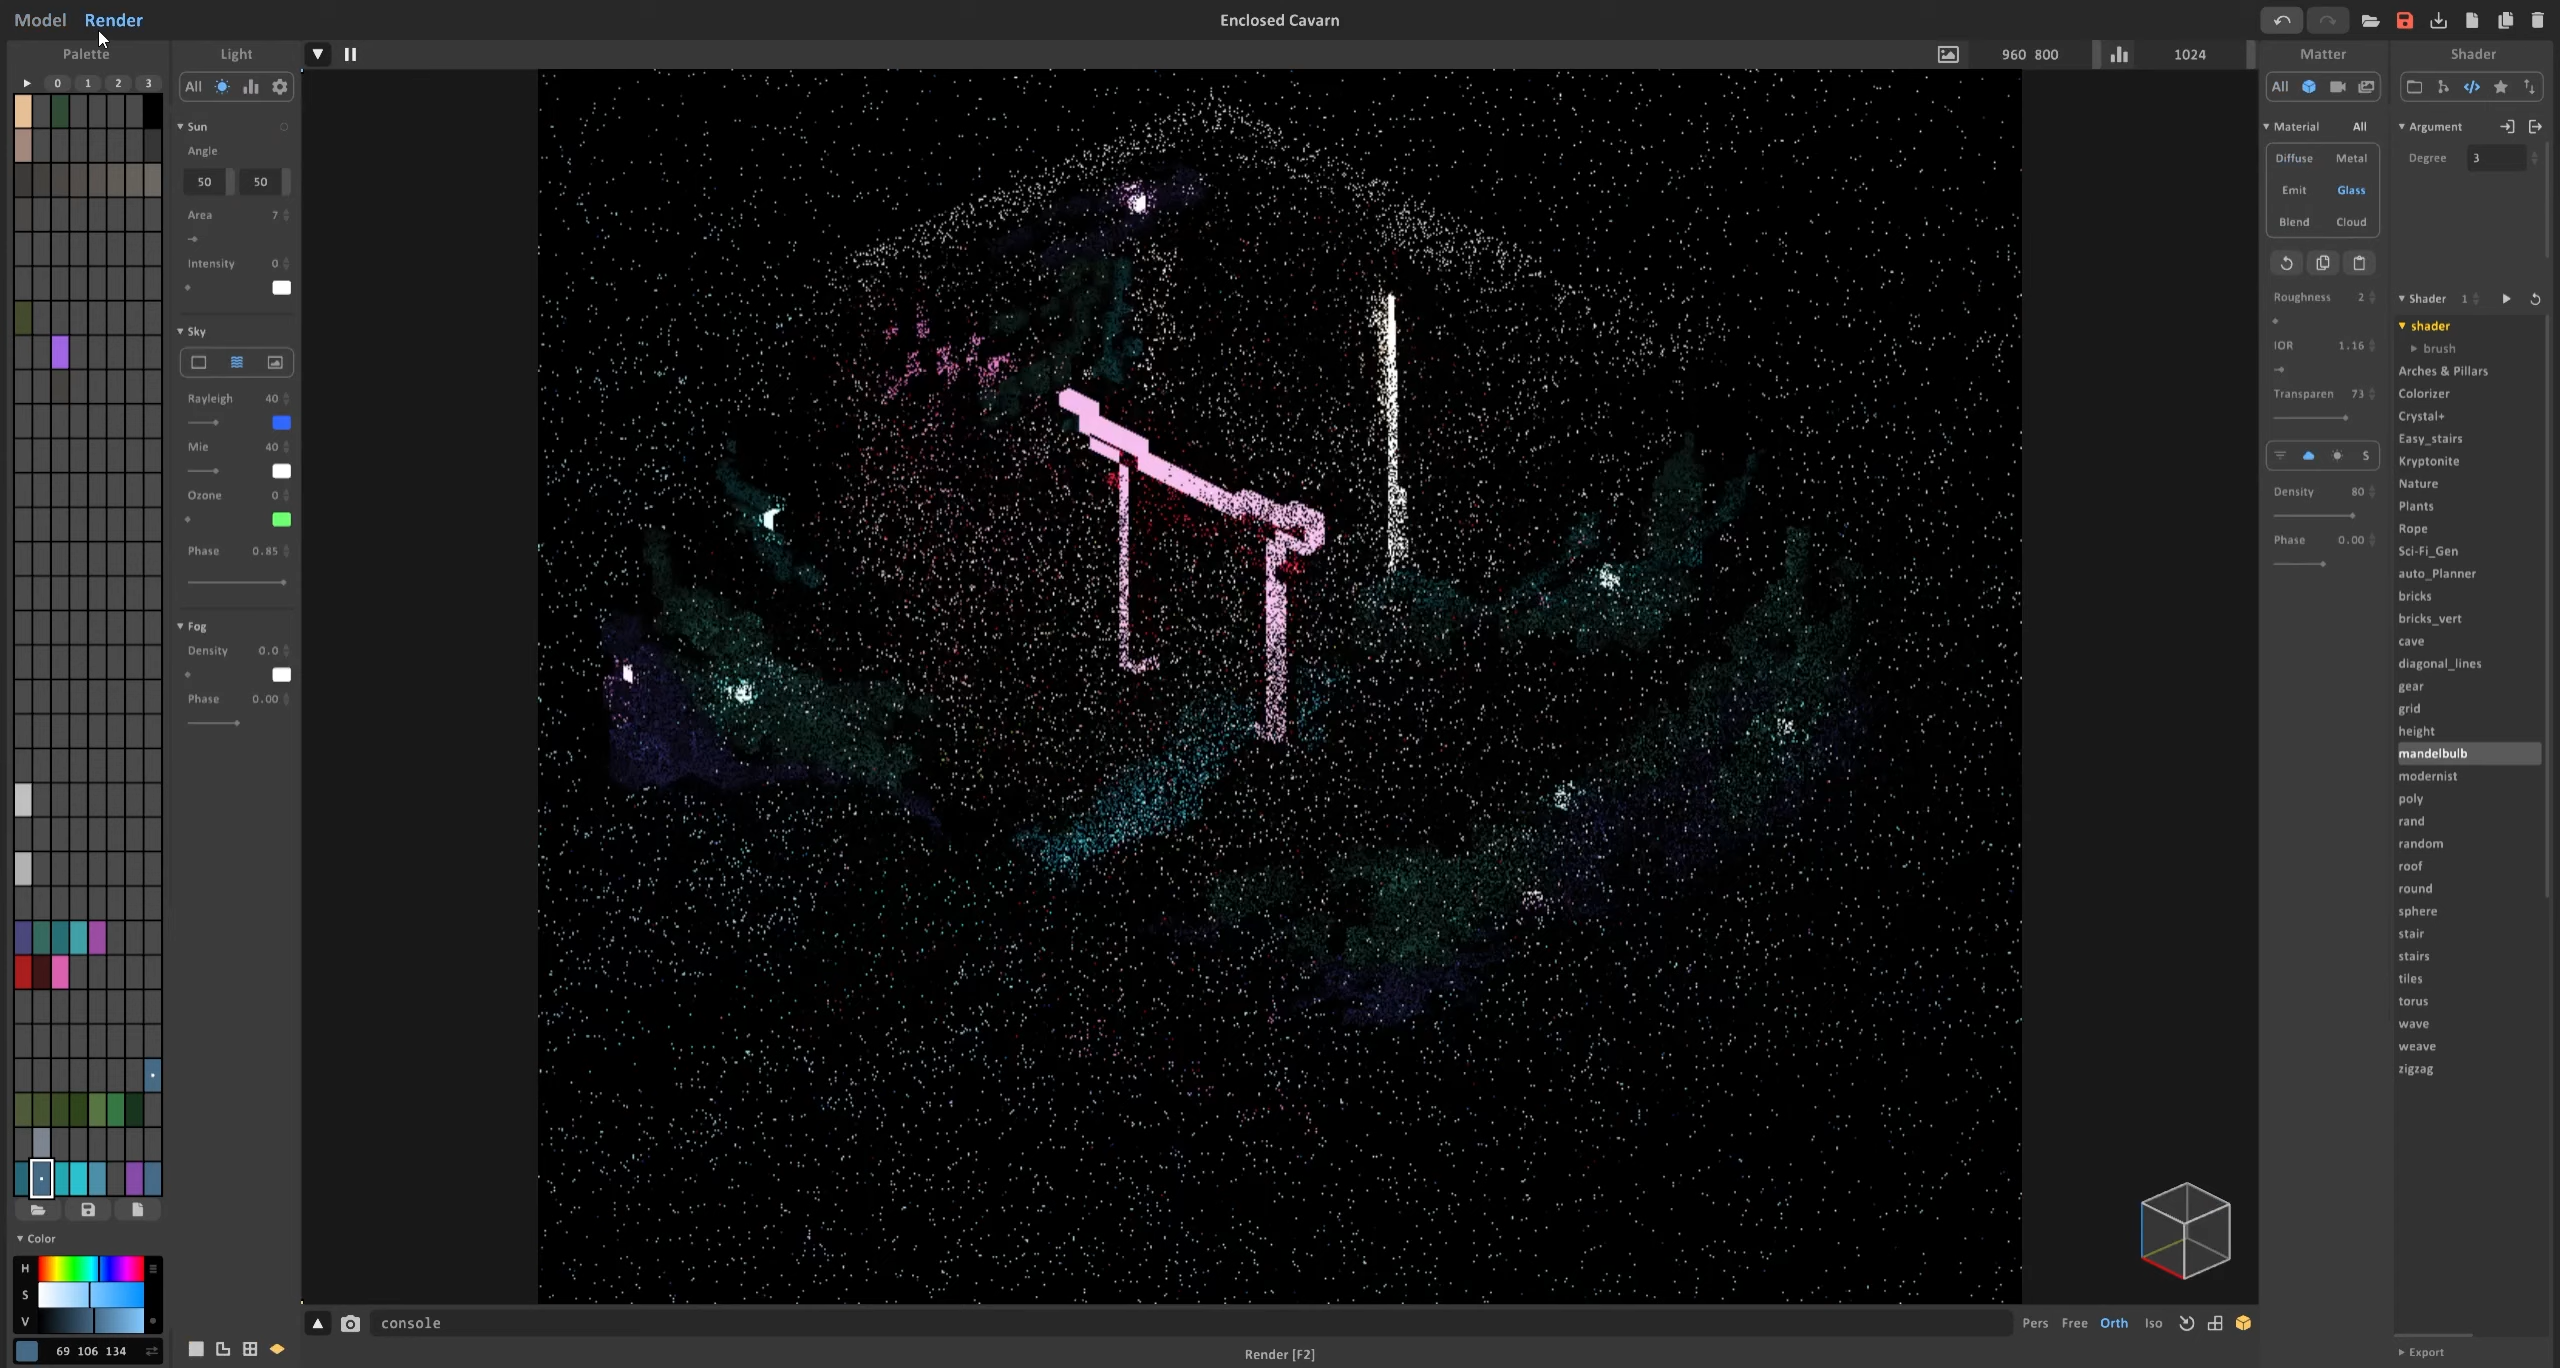 Model Render
Enclosed Cavarn
Palette
Light
960 800
1024
Matter
Shader
0 1 2 3
All
Sun
Angle
50 50
Area 7
Intensity 0
Sky
Rayleigh 40
Mie 40
Ozone 0
Phase 0.85
Fog
Density 0.0
Phase 0.00
Color
H
S
V
69 106 134
console
Pers Free Orth Iso
Render [F2]
All
Material All
Diffuse Metal
Emit Glass
Blend Cloud
Roughness 2
IOR 1.16
Transparen 73
S
Density 80
Phase 0.00
Argument
Degree 3
Shader 1
shader
brush
Arches & Pillars
Colorizer
Crystal+
Easy_stairs
Kryptonite
Nature
Plants
Rope
Sci-Fi_Gen
auto_Planner
bricks
bricks_vert
cave
diagonal_lines
gear
grid
height
mandelbulb
modernist
poly
rand
random
roof
round
sphere
stair
stairs
tiles
torus
wave
weave
zigzag
Export